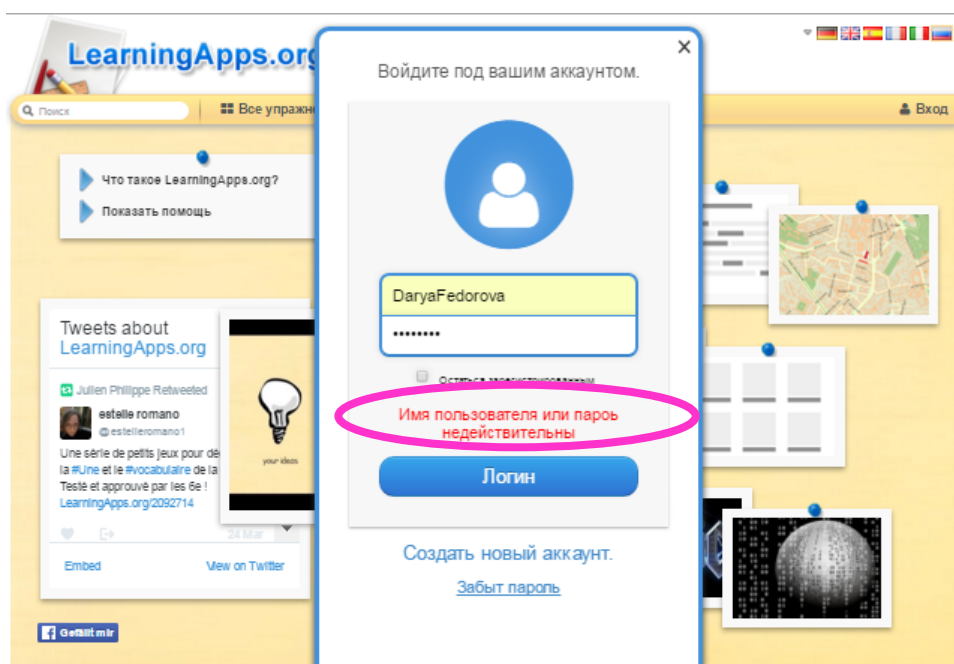 LearningApps.org
Войдите под вашим аккаунтом.
Поиск
Все упражн
Вход
Что такое LearningApps.org?
Показать помощь
DaryaFedorova
Остаться зарегистрированным
Имя пользователя или пароь
недействительны
Логин
Создать новый аккаунт.
Забыт пароль
Tweets about
LearningApps.org
Julien Philippe Retweeted
estelle romano
@estelleromano1
Une série de petits jeux pour dé
la #Une et le #vocabulaire de la
Testé et approuvé par les 6e !
LearningApps.org/2092714
24 Mar
Embed
View on Twitter
your ideas
Gefällt mir